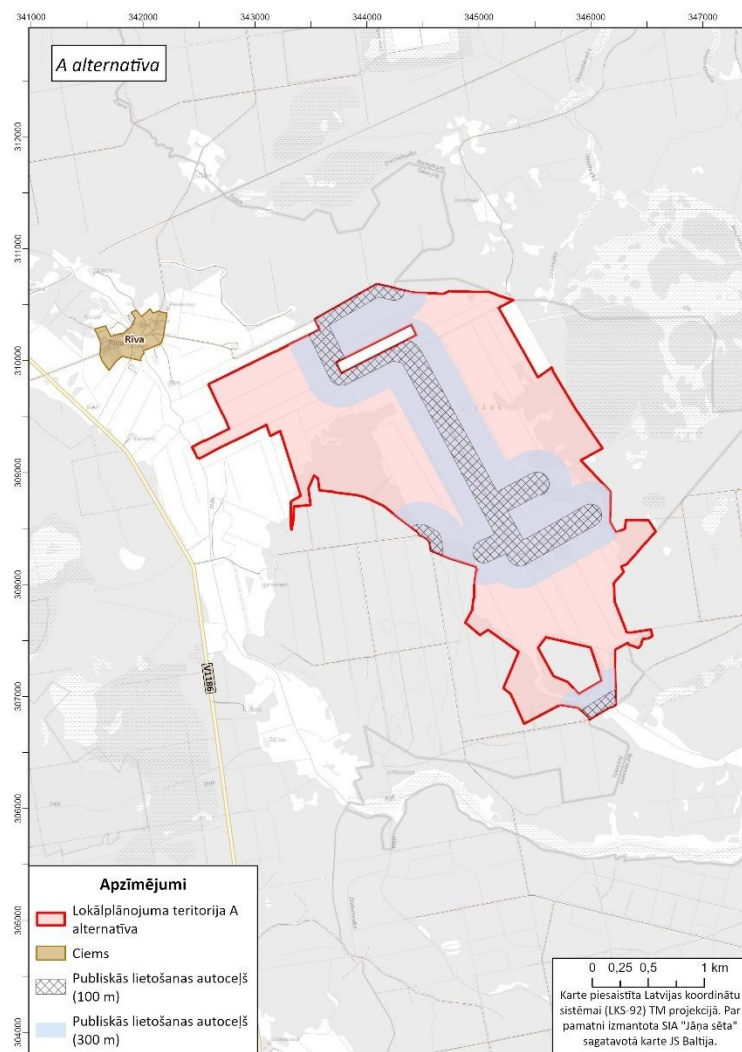 341000 342000 343000 344000 345000 346000 347000
A alternatīva
312000
311000
310000
309000
308000
307000
306000
305000
304000
Rīva
V1186
Apzīmējumi
Lokālplānojuma teritorija A
alternatīva
Ciems
Publiskās lietošanas autoceļš
(100 m)
Publiskās lietošanas autoceļš
(300 m)
0 0,25 0,5 1 km
Karte piesaistīta Latvijas koordinātu
sistēmai (LKS-92) TM projekcijā. Par
pamatni izmantota SIA "Jāņa sēta"
sagatavotā karte JS Baltija.